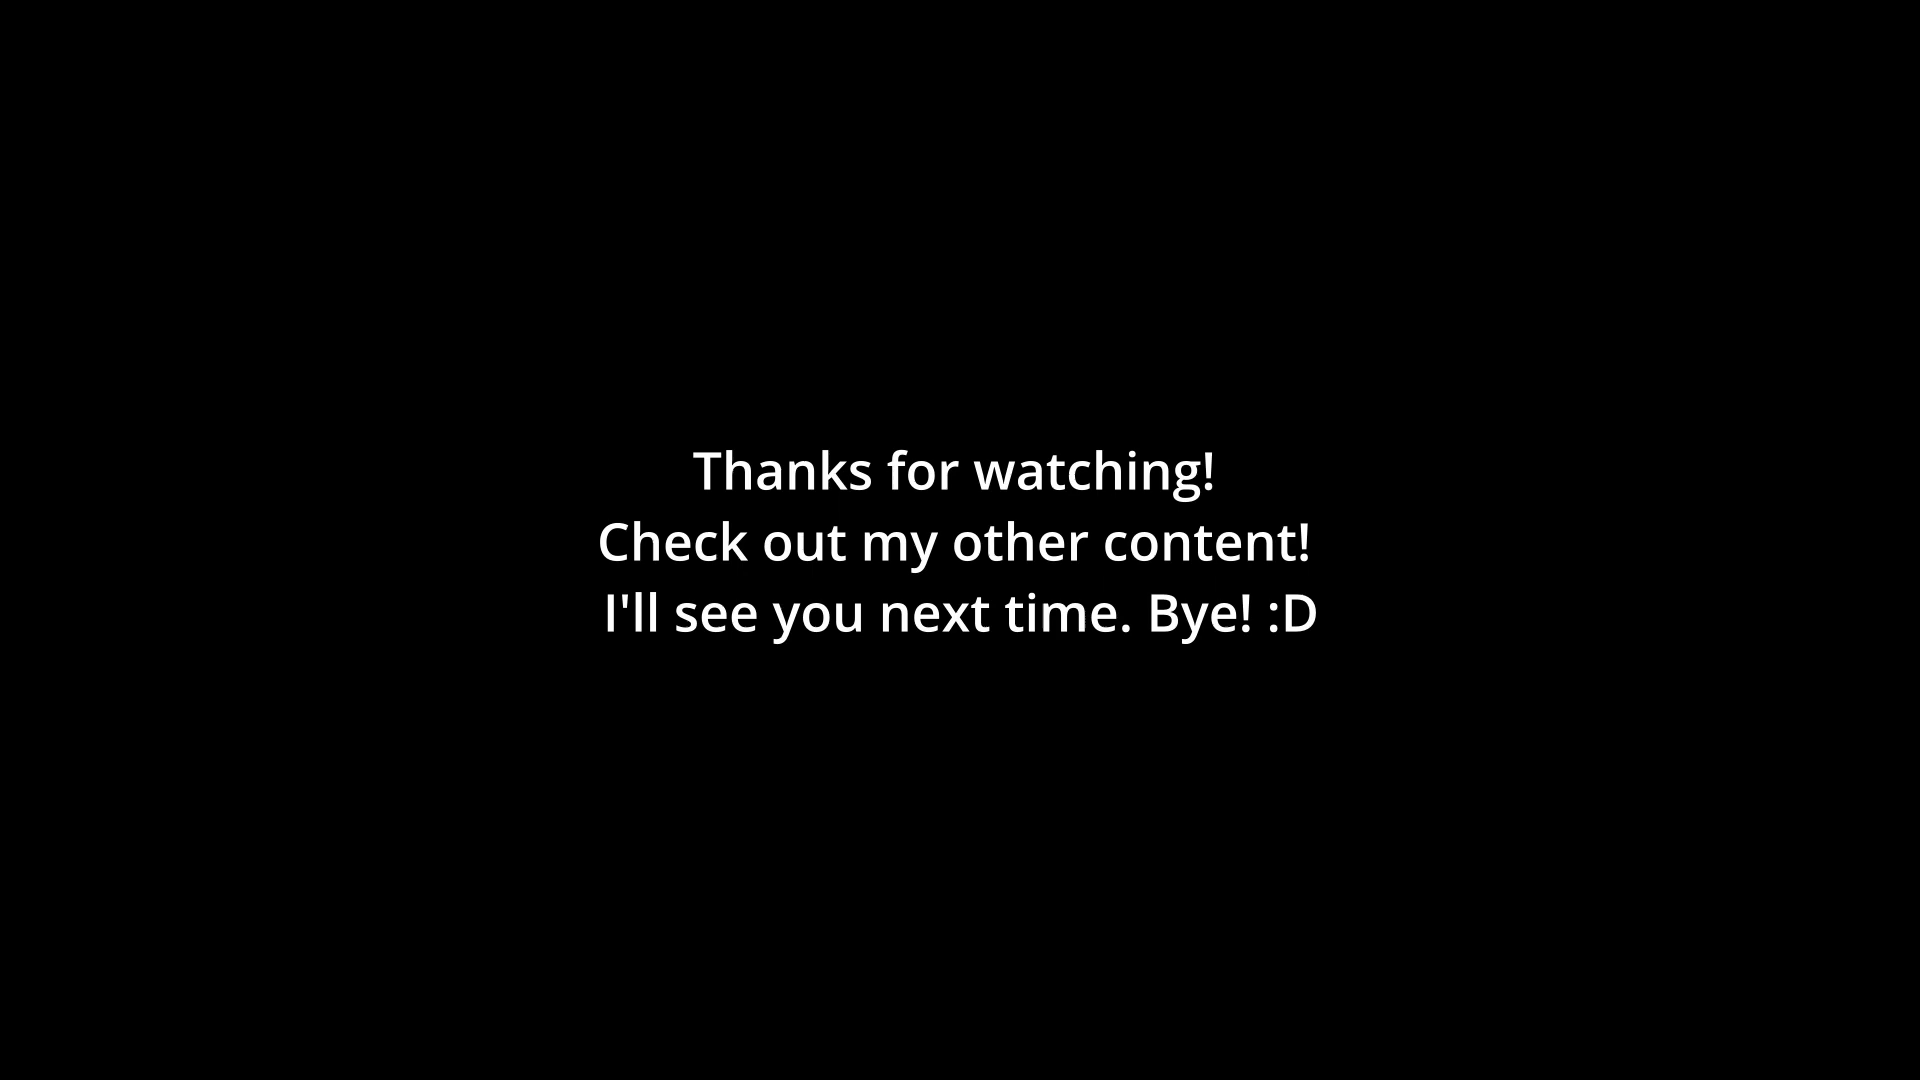 Thanks for watching!
Check out my other content!
I'll see you next time. Bye! :D